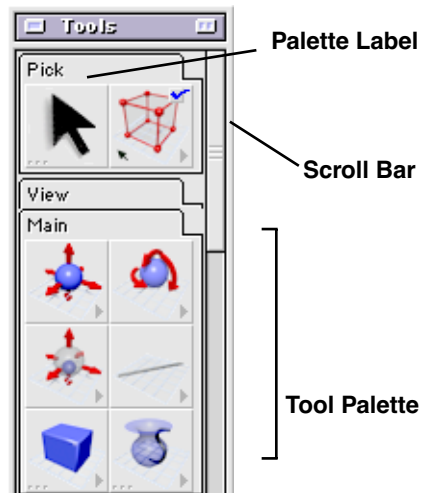 Tools
Palette Label
Pick
Scroll Bar
View
Main
Tool Palette